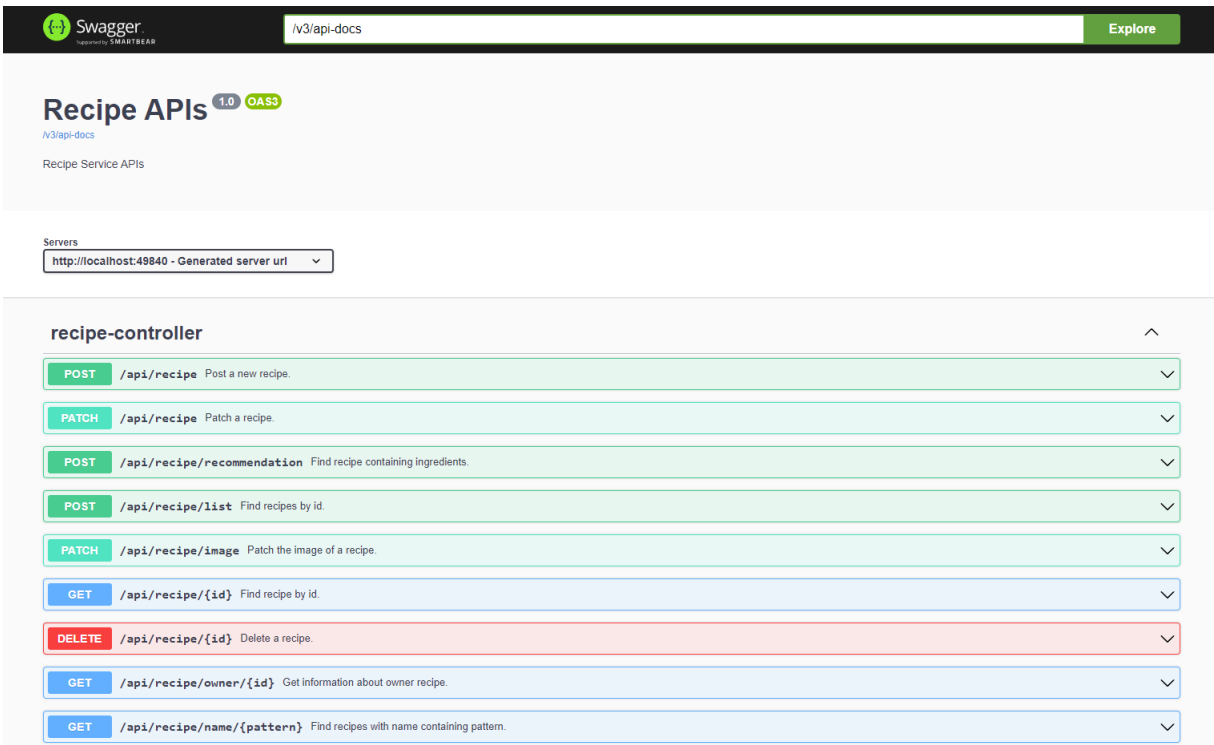 Swagger.
Supported by SMARTBEAR
/v3/api-docs
Explore
Recipe APIs 1.0 OAS3
/v3/api-docs
Recipe Service APIs
Servers
http://localhost:49840 - Generated server url
recipe-controller
POST /api/recipe Post a new recipe.
PATCH /api/recipe Patch a recipe.
POST /api/recipe/recommendation Find recipe containing ingredients.
POST /api/recipe/list Find recipes by id.
PATCH /api/recipe/image Patch the image of a recipe.
GET /api/recipe/{id} Find recipe by id.
DELETE /api/recipe/{id} Delete a recipe.
GET /api/recipe/owner/{id} Get information about owner recipe.
GET /api/recipe/name/{pattern} Find recipes with name containing pattern.